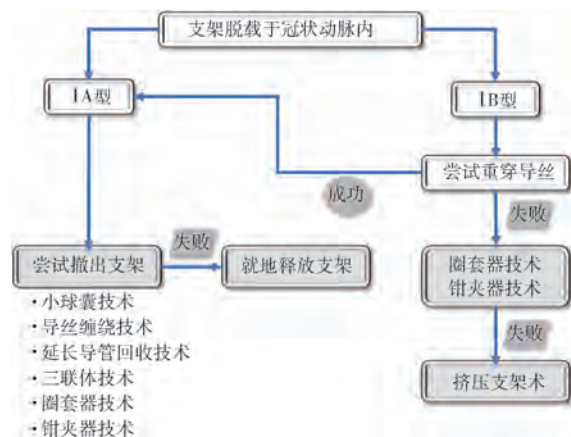 支架脱载于冠状动脉内
ⅠA型
ⅠB型
尝试重穿导丝
成功
失败
尝试撤出支架
失败
就地释放支架
圈套器技术
钳夹器技术
·小球囊技术
·导丝缠绕技术
·延长导管回收技术
·三联体技术
·圈套器技术
·钳夹器技术
失败
挤压支架术